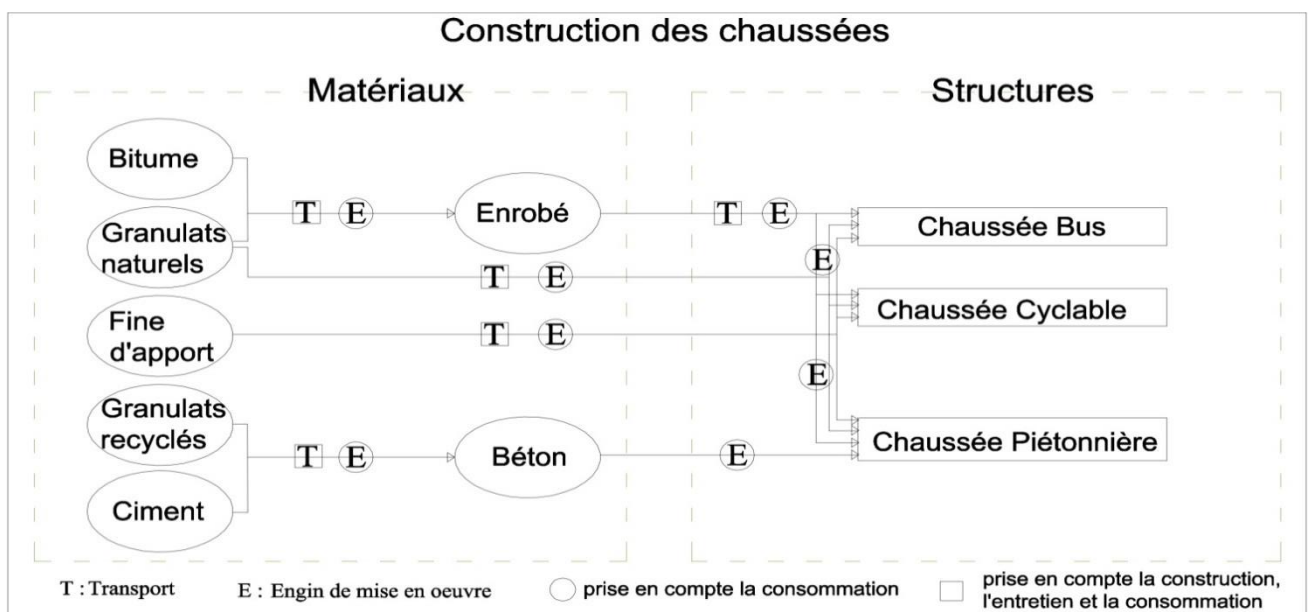 Construction des chaussées
Matériaux
Structures
Bitume
T E
Enrobé
T E
Chaussée Bus
Granulats
naturels
E
T E
Chaussée Cyclable
Fine
d'apport
T E
E
Granulats
recyclés
Chaussée Piétonnière
T E
Béton
E
Ciment
T : Transport
E : Engin de mise en oeuvre
prise en compte la consommation
prise en compte la construction,
l'entretien et la consommation